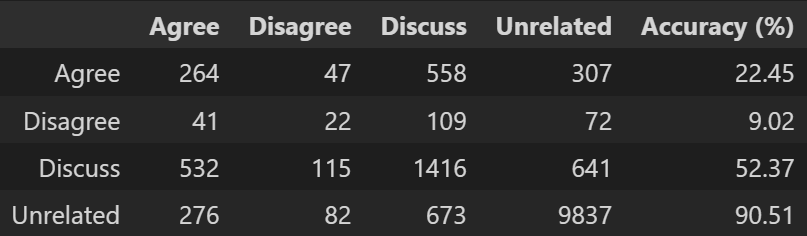 Agree Disagree Discuss Unrelated Accuracy (%)
Agree 264 47 558 307 22.45
Disagree 41 22 109 72 9.02
Discuss 532 115 1416 641 52.37
Unrelated 276 82 673 9837 90.51